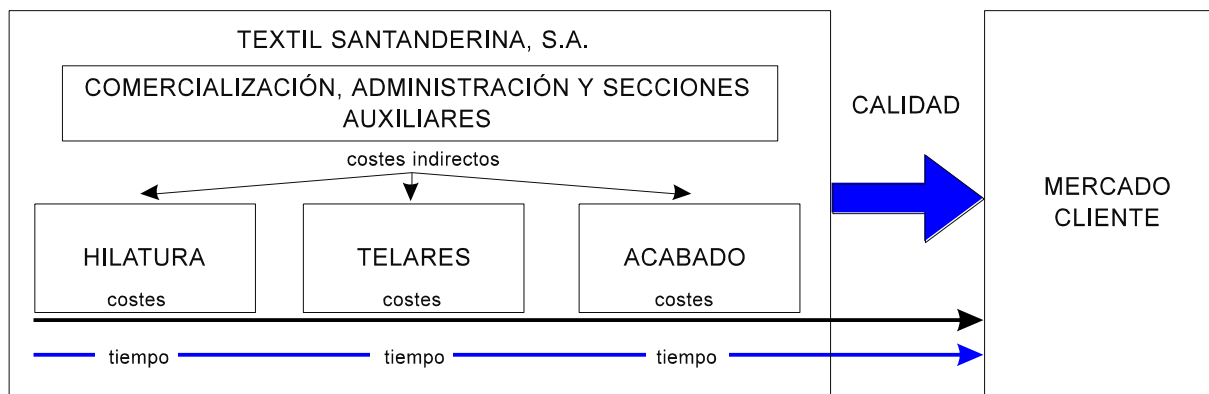 TEXTIL SANTANDERINA, S.A.
COMERCIALIZACIÓN, ADMINISTRACIÓN Y SECCIONES
AUXILIARES
costes indirectos
HILATURA
costes
TELARES
costes
ACABADO
costes
tiempo
tiempo
tiempo
CALIDAD
MERCADO
CLIENTE